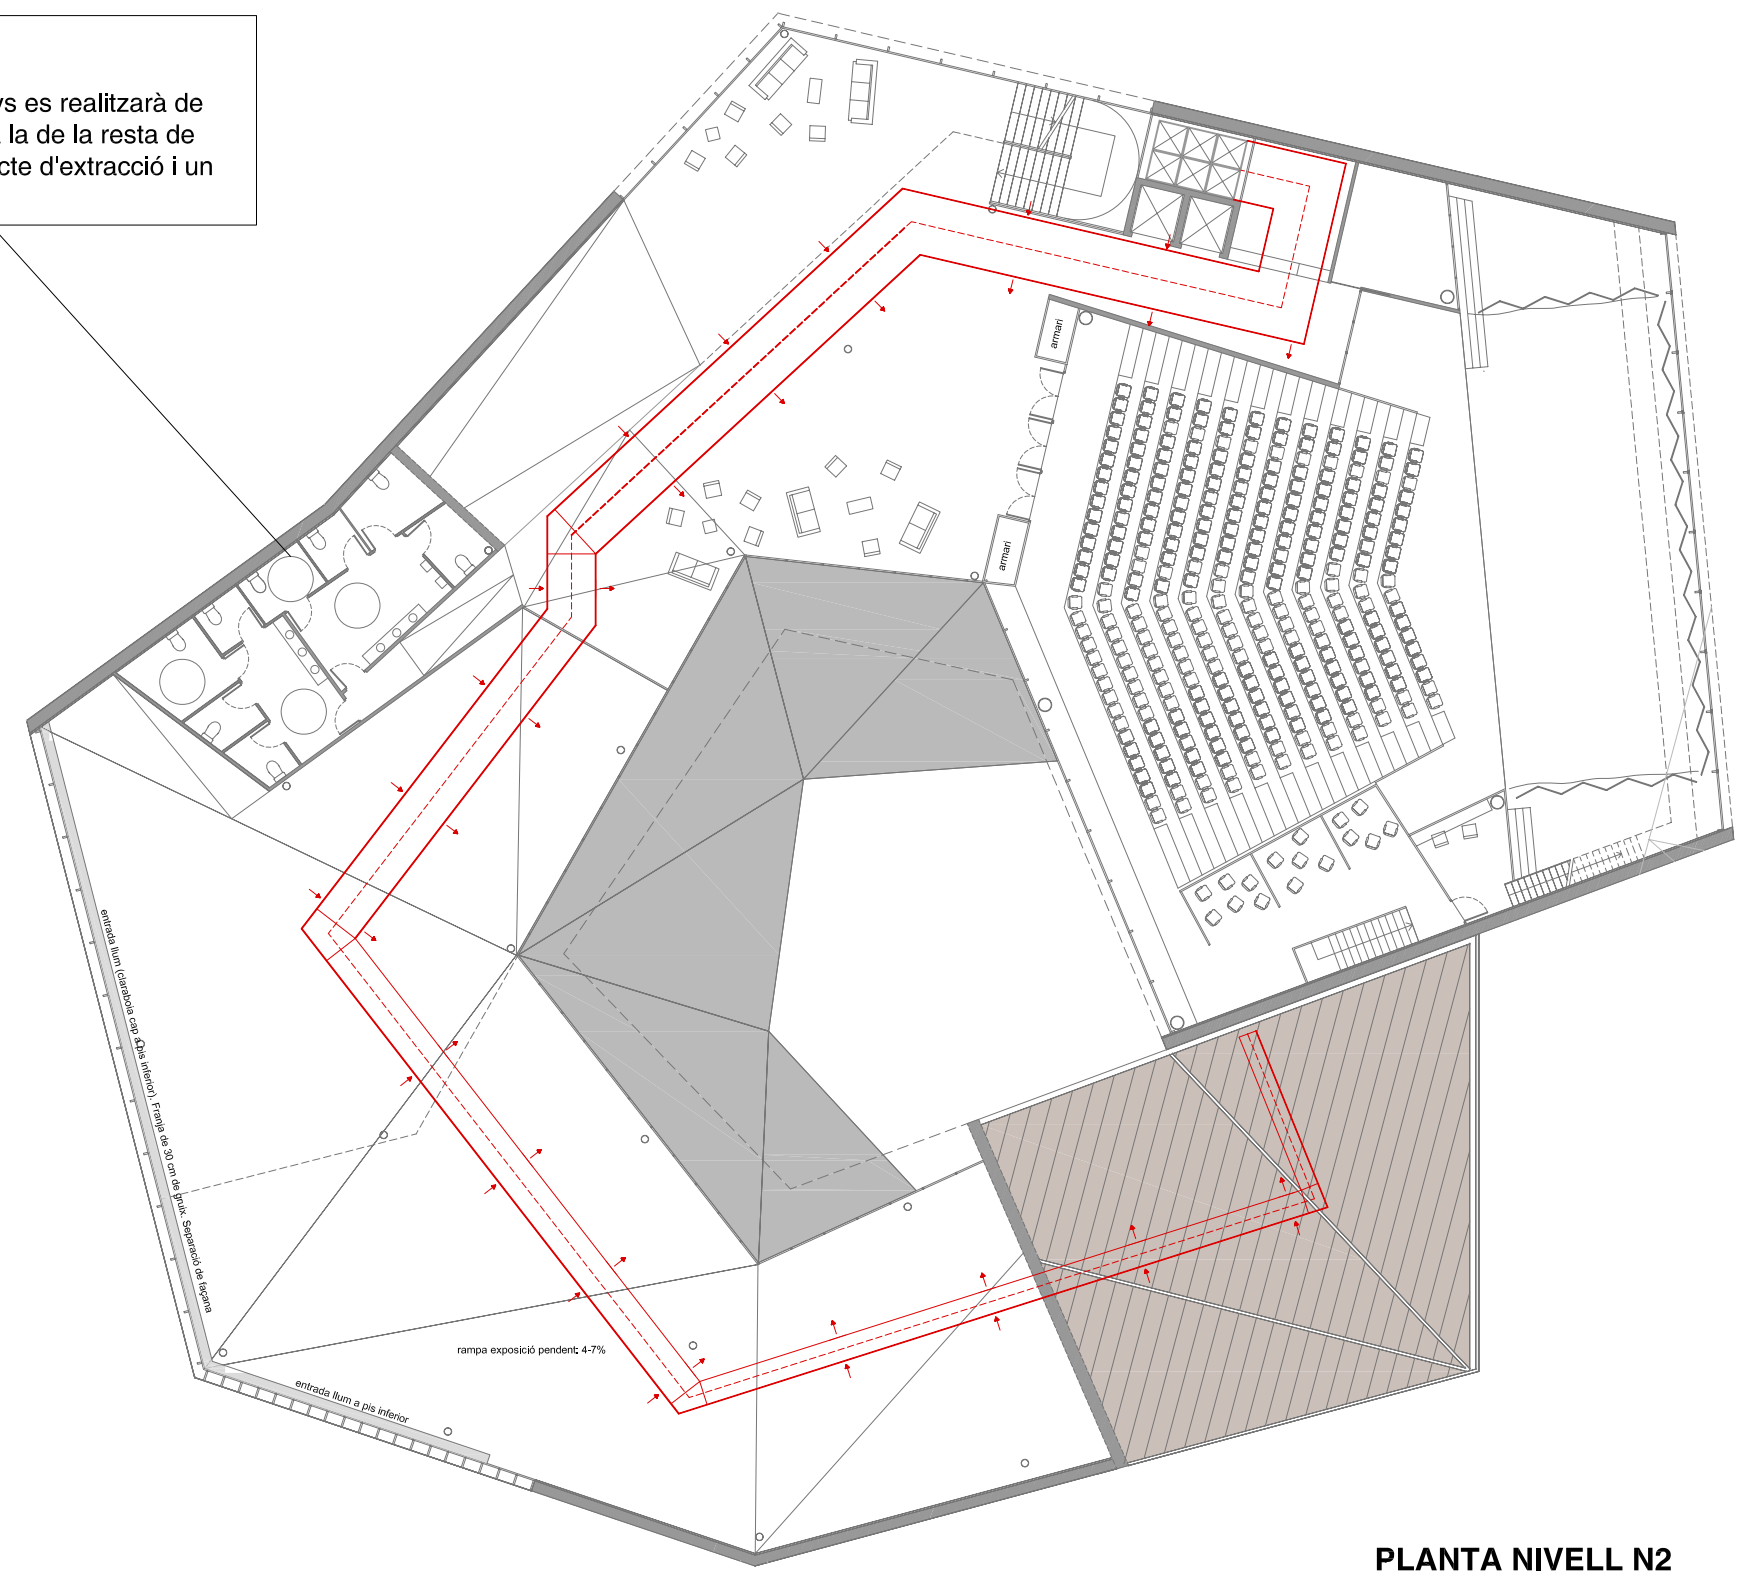 ys es realitzarà de
la de la resta de
cte d'extracció i un
armari
armari
entrada llum (claraboia cap a pis inferior). Franja de 30 cm de gruix. Separació de façana
rampa exposició pendent: 4-7%
entrada llum a pis inferior
PLANTA NIVELL N2